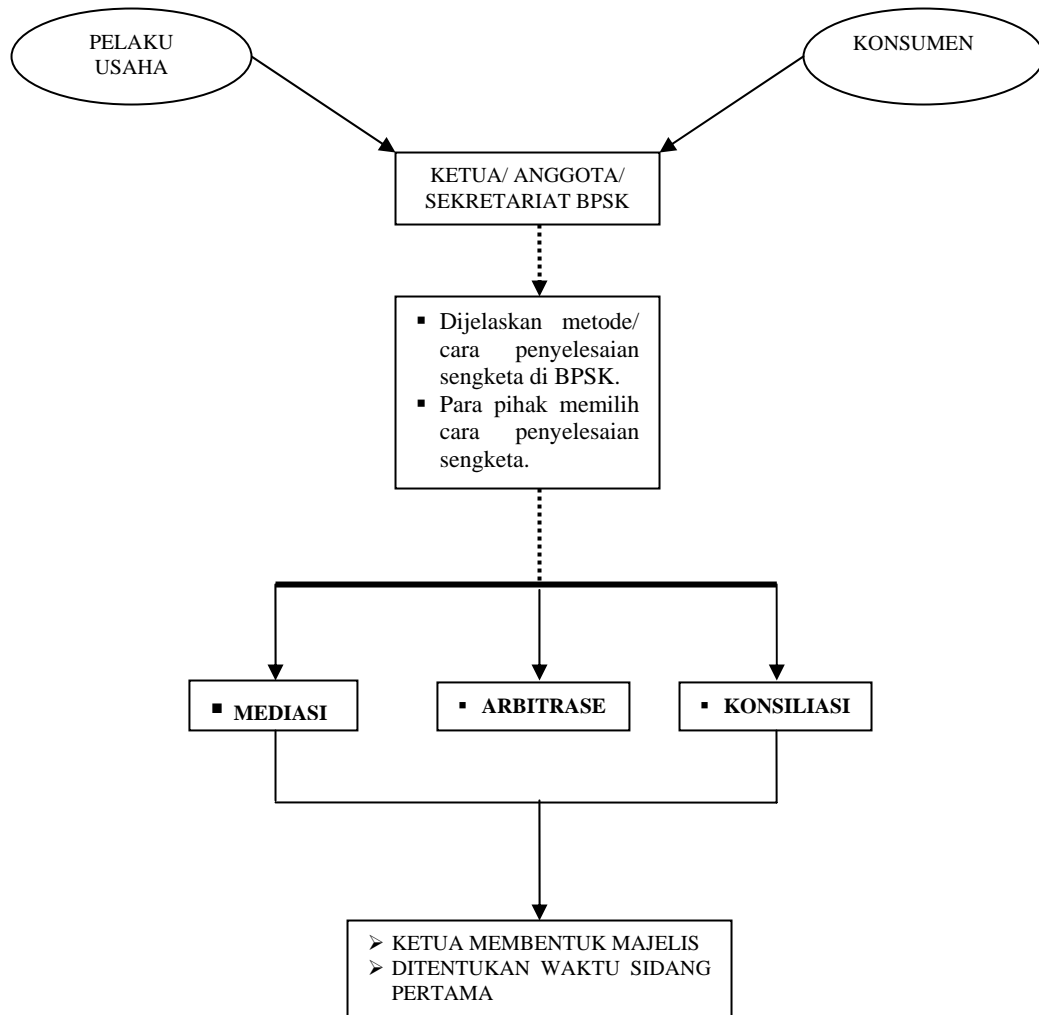 PELAKU
USAHA
KONSUMEN
KETUA/ ANGGOTA/
SEKRETARIAT BPSK
▪ Dijelaskan metode/
cara penyelesaian
sengketa di BPSK.
▪ Para pihak memilih
cara penyelesaian
sengketa.
▪ MEDIASI
▪ ARBITRASE
▪ KONSILIASI
➢ KETUA MEMBENTUK MAJELIS
➢ DITENTUKAN WAKTU SIDANG
PERTAMA